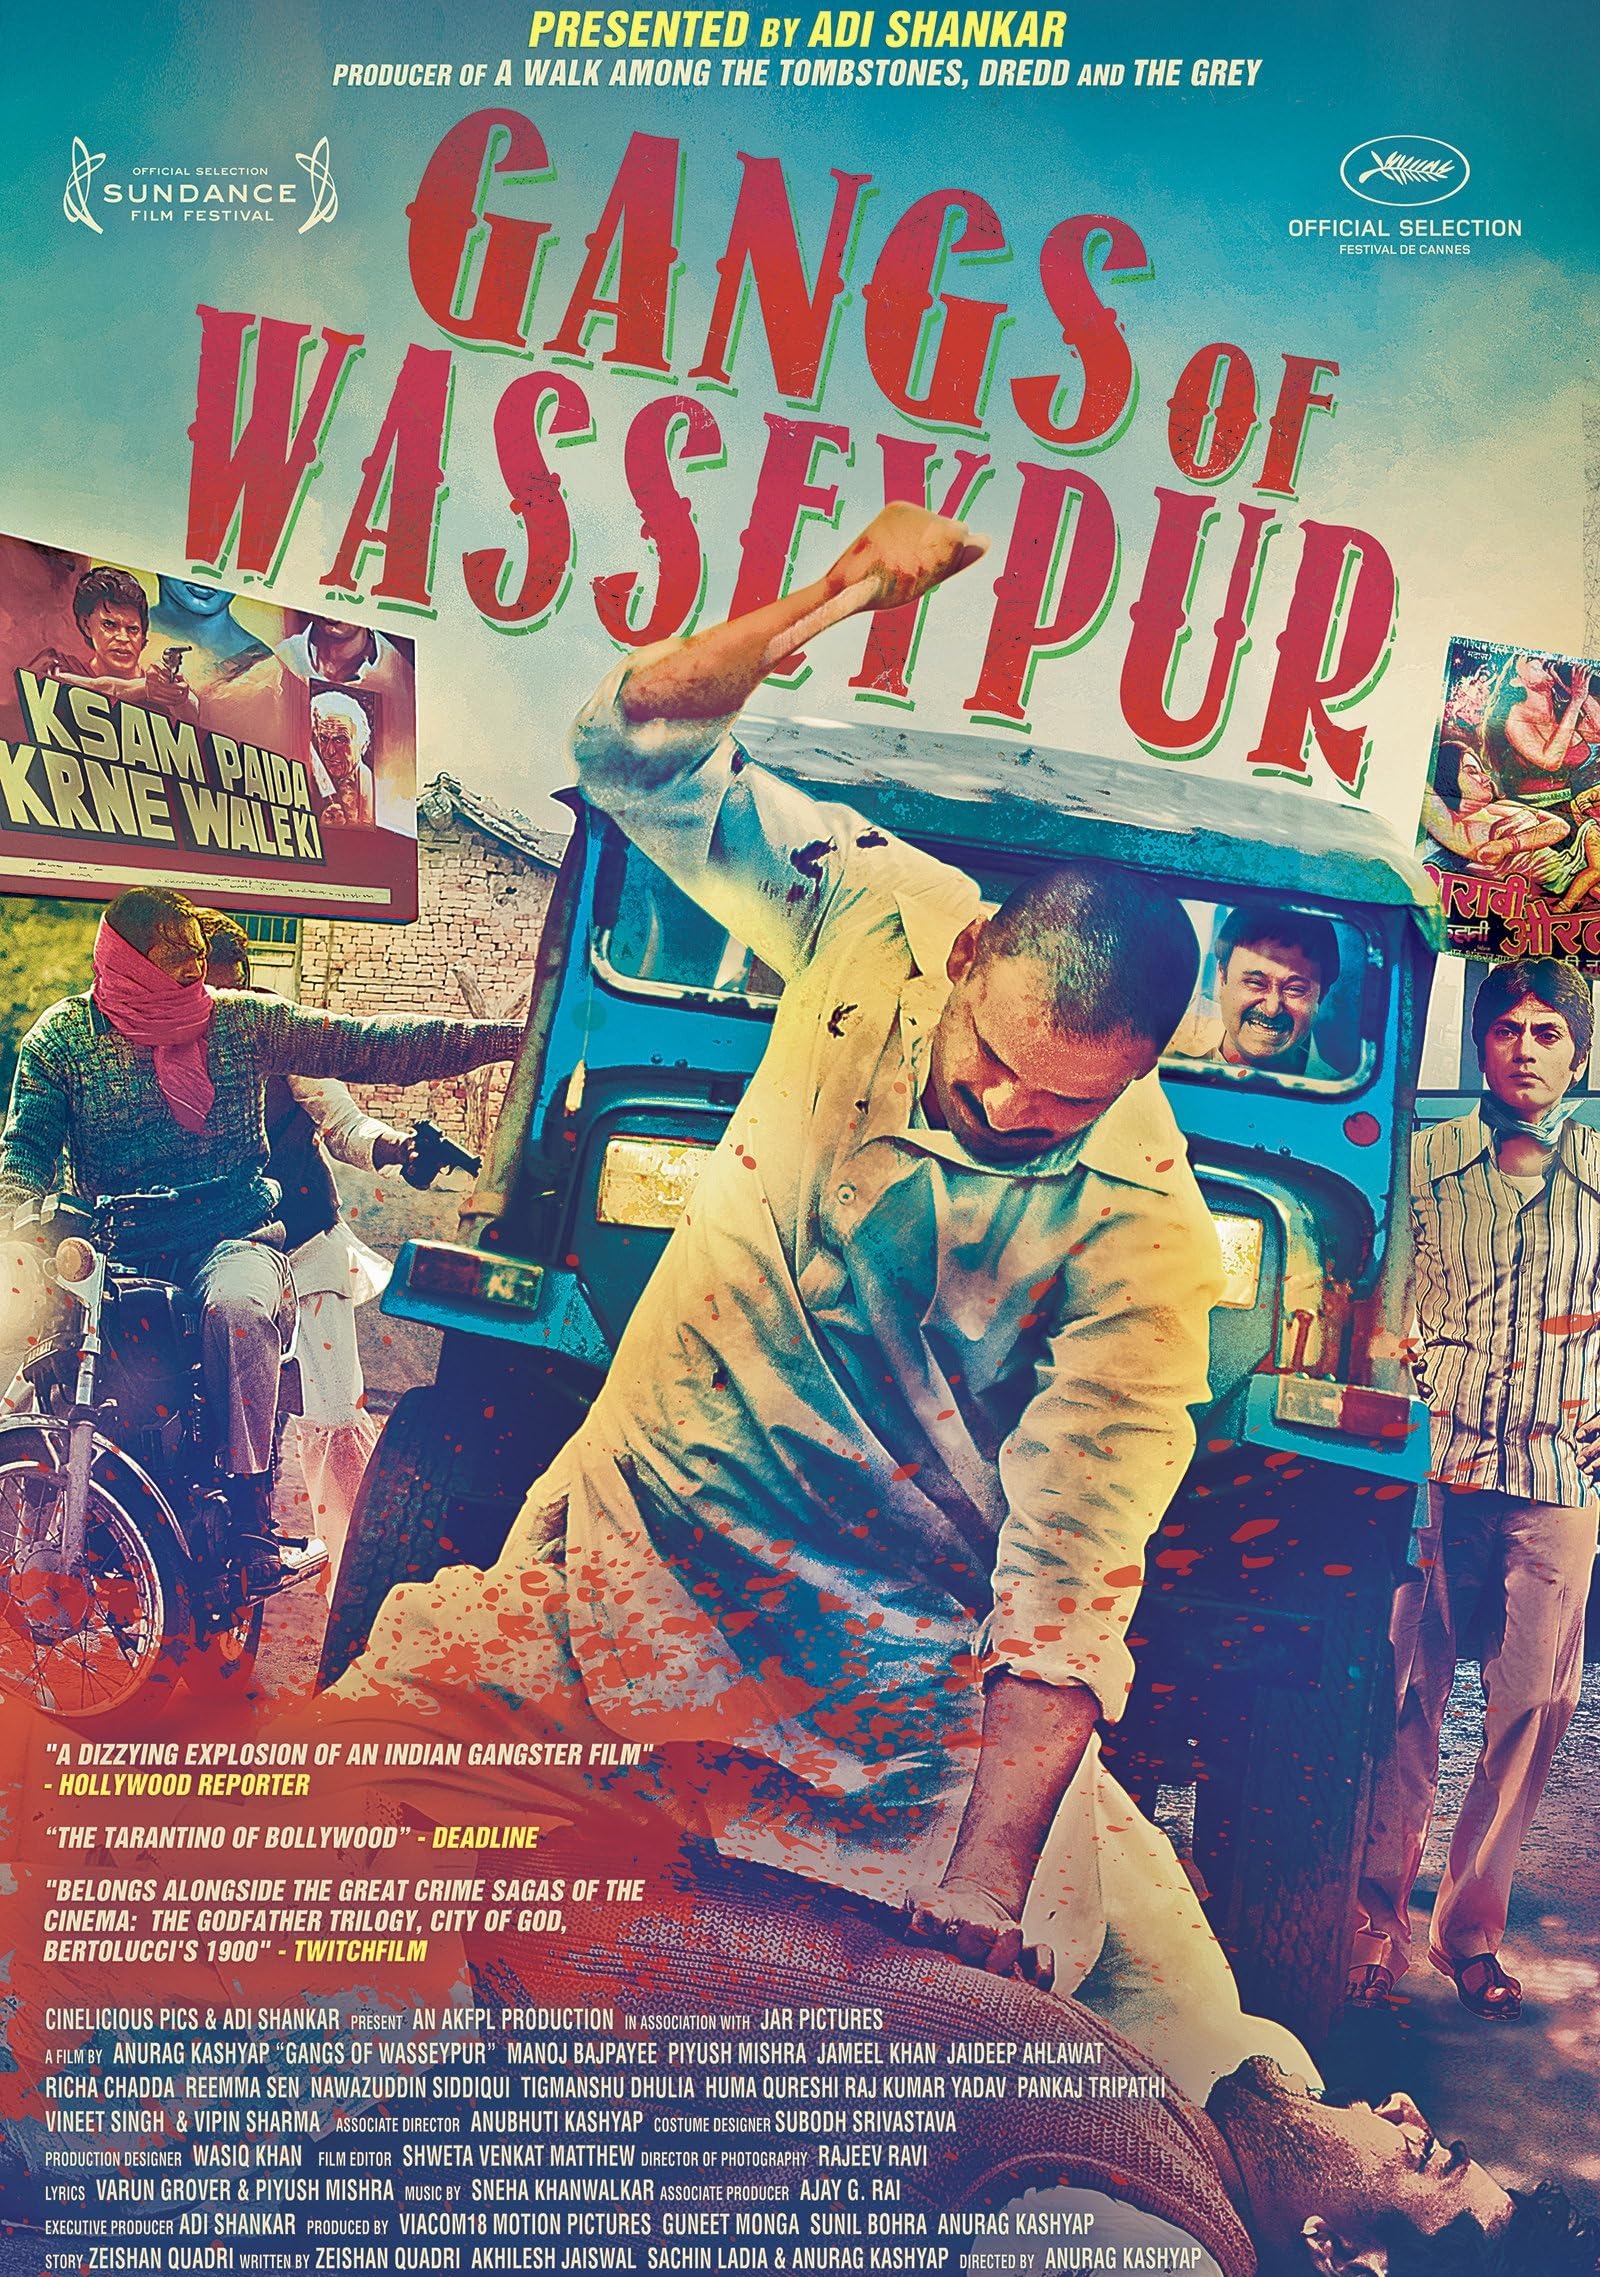 PRESENTED BY ADI SHANKAR
PRODUCER OF A WALK AMONG THE TOMBSTONES, DREDD AND THE GREY
OFFICIAL SELECTION
SUNDANCE
FILM FESTIVAL
OFFICIAL SELECTION
FESTIVAL DE CANNES
GANGS OF
WASSEYPUR
KSAM PAIDA
KRNE WALE KI
शराबी
औरत
"A DIZZYING EXPLOSION OF AN INDIAN GANGSTER FILM"
- HOLLYWOOD REPORTER
“THE TARANTINO OF BOLLYWOOD” - DEADLINE
"BELONGS ALONGSIDE THE GREAT CRIME SAGAS OF THE
CINEMA: THE GODFATHER TRILOGY, CITY OF GOD,
BERTOLUCCI'S 1900" - TWITCHFILM
CINELICIOUS PICS & ADI SHANKAR PRESENT AN AKFPL PRODUCTION IN ASSOCIATION WITH JAR PICTURES
A FILM BY ANURAG KASHYAP “GANGS OF WASSEYPUR” MANOJ BAJPAYEE PIYUSH MISHRA JAMEEL KHAN JAIDEEP AHLAWAT
RICHA CHADDA REEMMA SEN NAWAZUDDIN SIDDIQUI TIGMANSHU DHULIA HUMA QURESHI RAJ KUMAR YADAV PANKAJ TRIPATHI
VINEET SINGH & VIPIN SHARMA ASSOCIATE DIRECTOR ANUBHUTI KASHYAP COSTUME DESIGNER SUBODH SRIVASTAVA
PRODUCTION DESIGNER WASIQ KHAN FILM EDITOR SHWETA VENKAT MATTHEW DIRECTOR OF PHOTOGRAPHY RAJEEV RAVI
LYRICS VARUN GROVER & PIYUSH MISHRA MUSIC BY SNEHA KHANWALKAR ASSOCIATE PRODUCER AJAY G. RAI
EXECUTIVE PRODUCER ADI SHANKAR PRODUCED BY VIACOM18 MOTION PICTURES GUNEET MONGA SUNIL BOHRA ANURAG KASHYAP
STORY ZEISHAN QUADRI WRITTEN BY ZEISHAN QUADRI AKHILESH JAISWAL SACHIN LADIA & ANURAG KASHYAP DIRECTED BY ANURAG KASHYAP